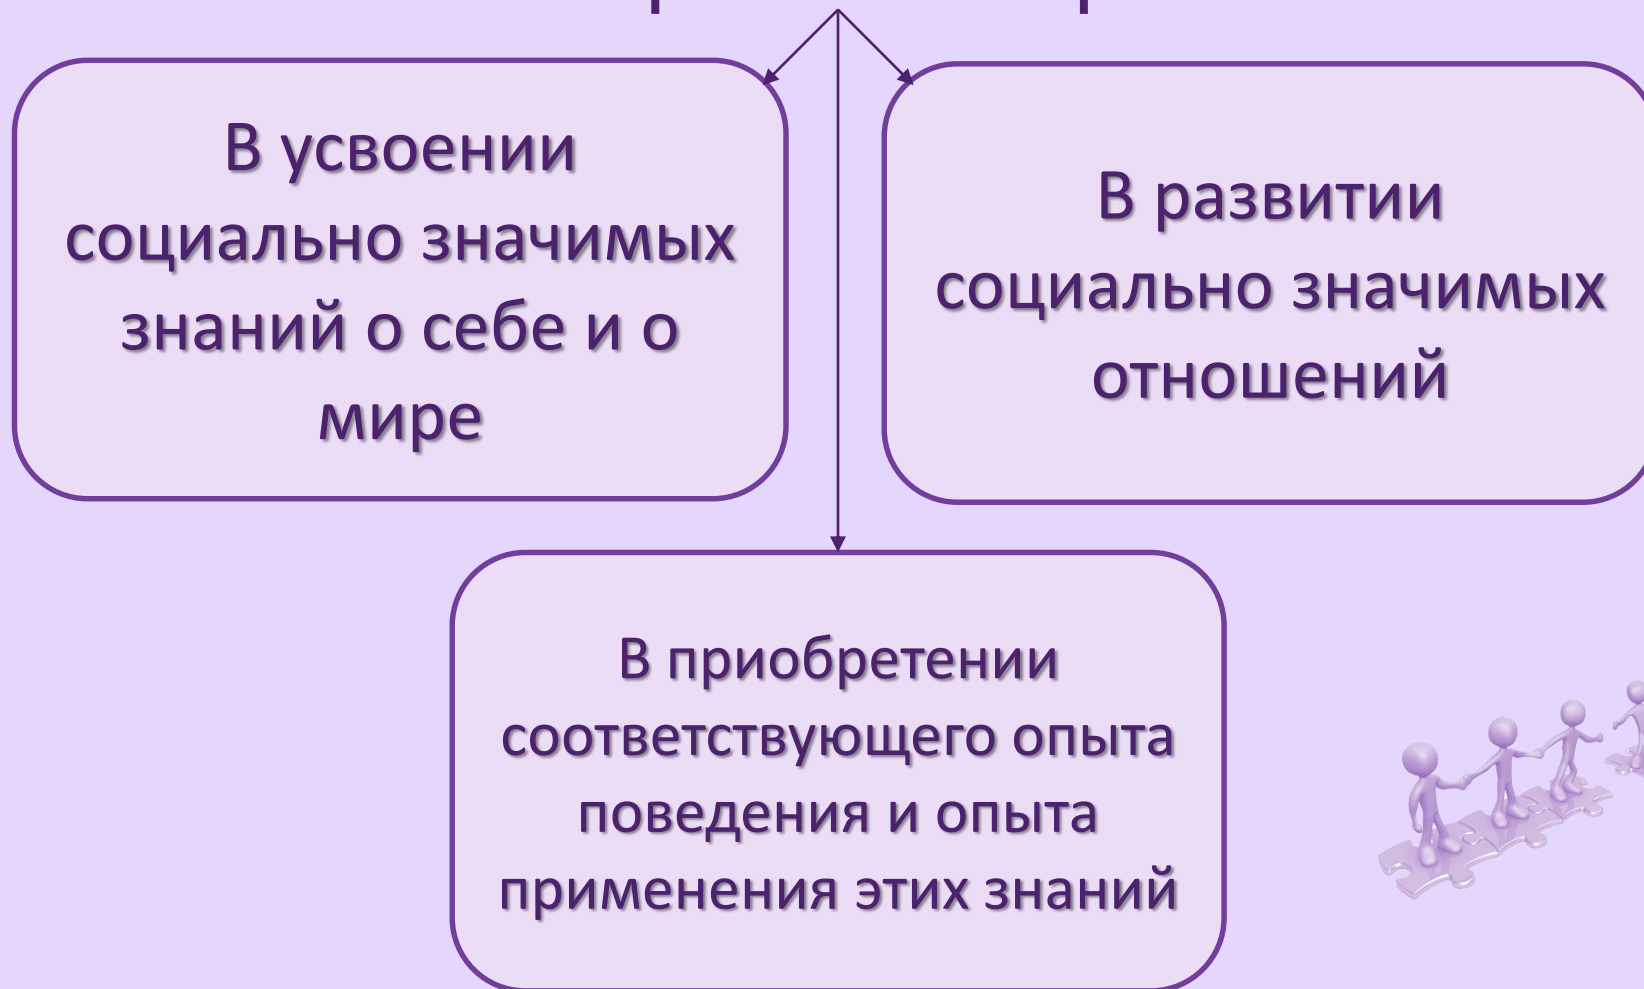 В усвоении
социально значимых
знаний о себе и о
мире
В развитии
социально значимых
отношений
В приобретении
соответствующего опыта
поведения и опыта
применения этих знаний